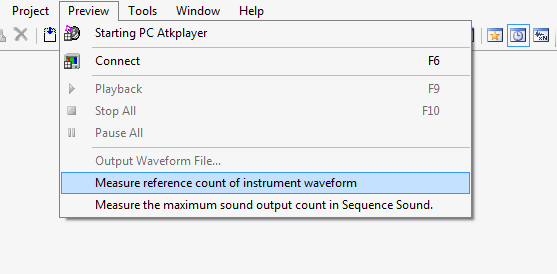 Project Preview Tools Window Help
Starting PC Atkplayer
Connect F6
Playback F9
Stop All F10
Pause All
Output Waveform File...
Measure reference count of instrument waveform
Measure the maximum sound output count in Sequence Sound.